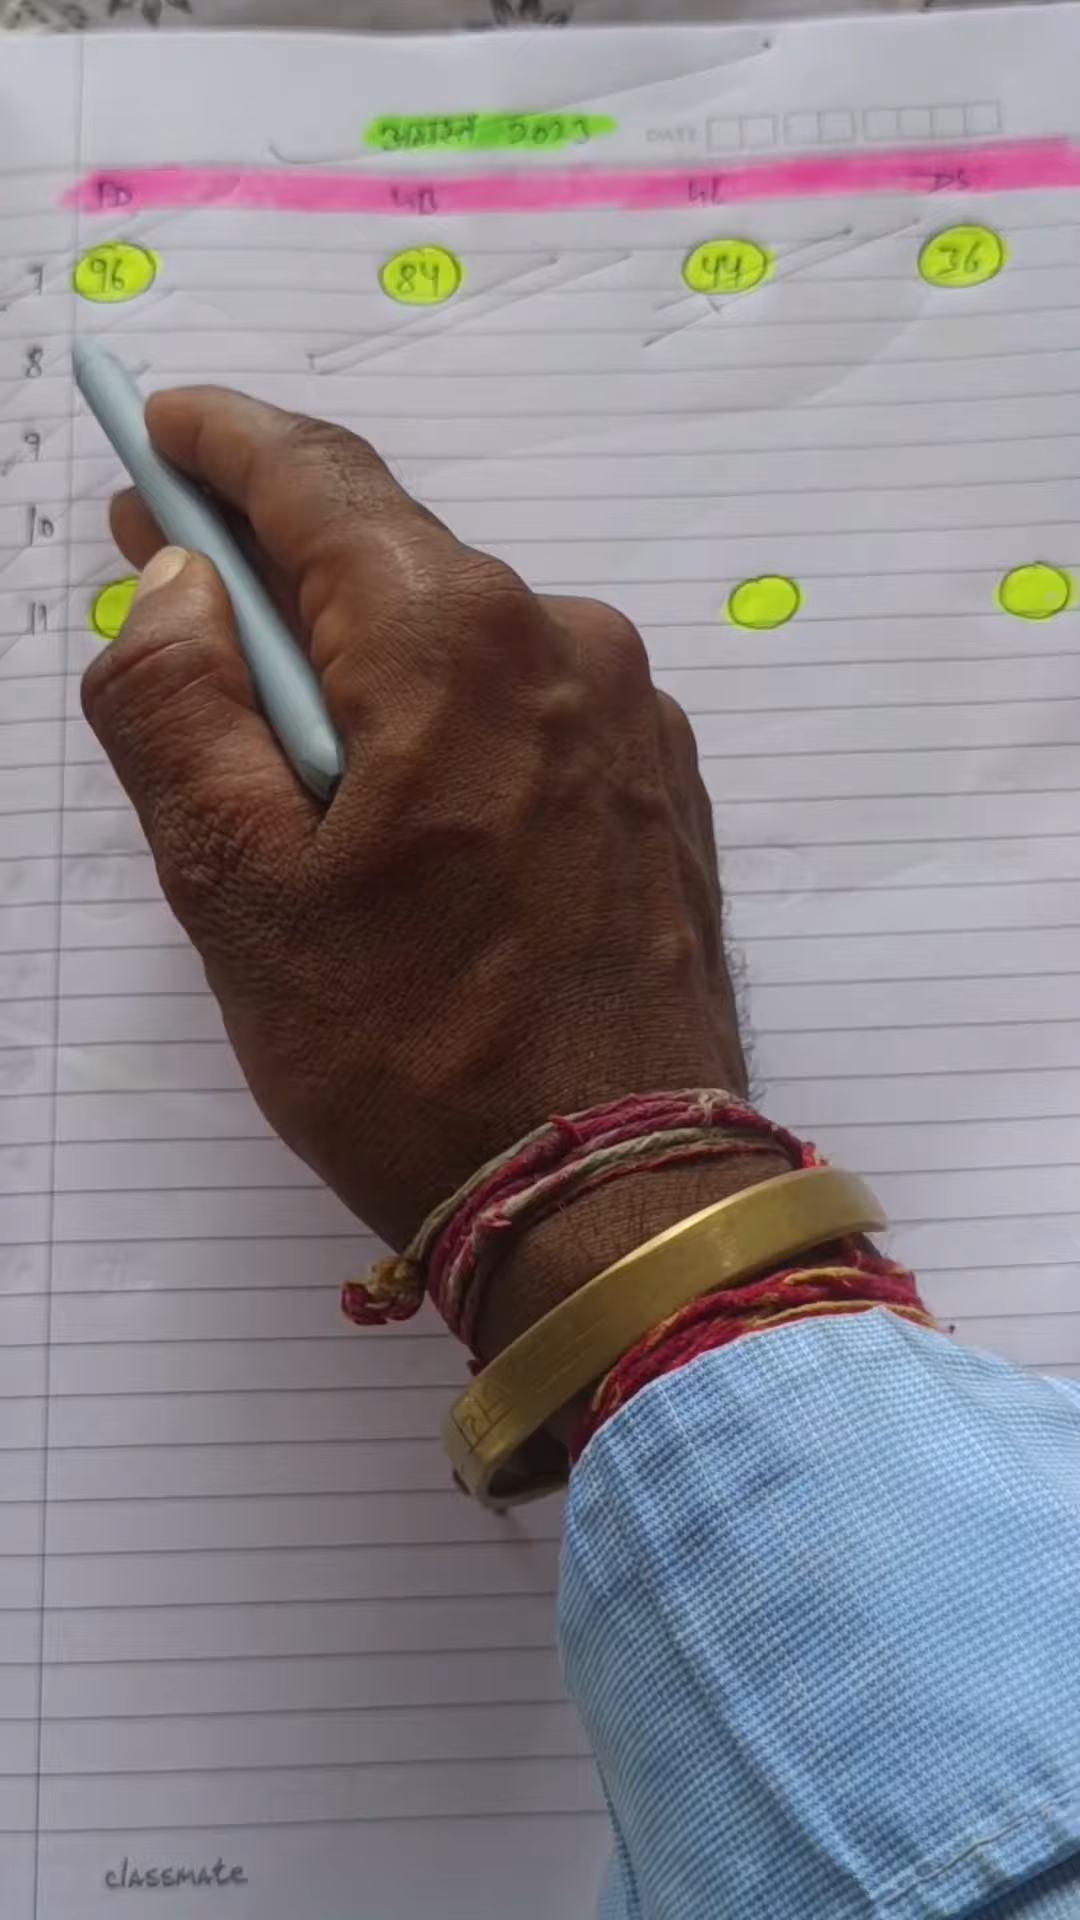 अगस्त 2023
DATE
FD GB GL DS
7 96 84 44 36
8
9
10
11
classmate